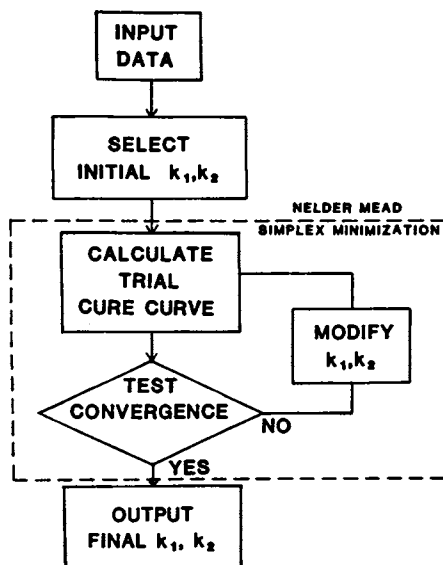 INPUT
DATA
SELECT
INITIAL k₁,k₂
NELDER MEAD
SIMPLEX MINIMIZATION
CALCULATE
TRIAL
CURE CURVE
MODIFY
k₁,k₂
TEST
CONVERGENCE
NO
YES
OUTPUT
FINAL k₁, k₂